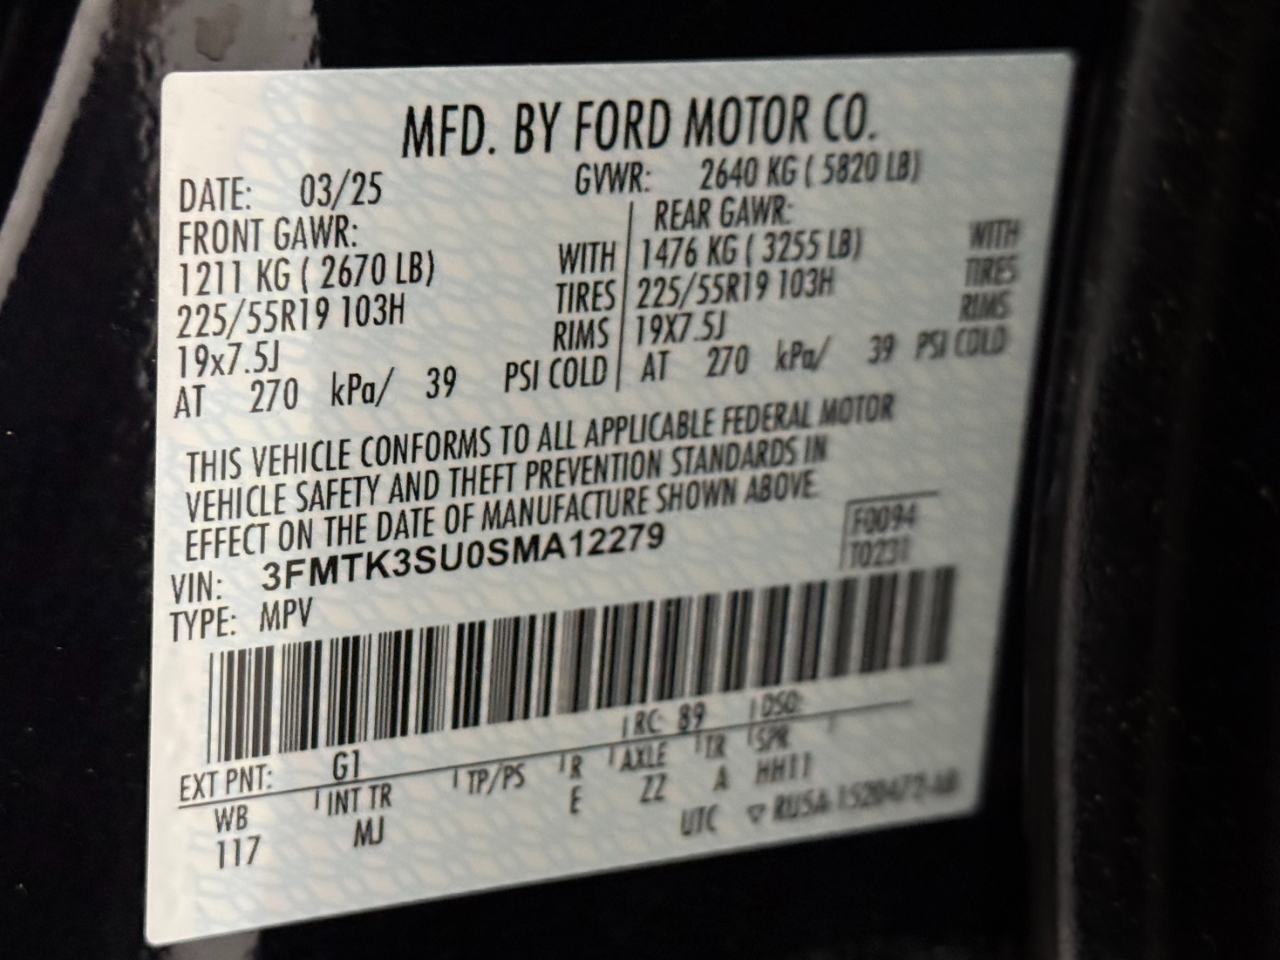 MFD. BY FORD MOTOR CO.
DATE: 03/25 GVWR: 2640 KG ( 5820 LB)
FRONT GAWR: REAR GAWR:
1211 KG ( 2670 LB) WITH 1476 KG ( 3255 LB) WITH
225/55R19 103H TIRES 225/55R19 103H TIRES
19x7.5J RIMS 19X7.5J RIMS
AT 270 kPa/ 39 PSI COLD AT 270 kPa/ 39 PSI COLD
THIS VEHICLE CONFORMS TO ALL APPLICABLE FEDERAL MOTOR
VEHICLE SAFETY AND THEFT PREVENTION STANDARDS IN
EFFECT ON THE DATE OF MANUFACTURE SHOWN ABOVE.
F0094
VIN: 3FMTK3SU0SMA12279
TYPE: MPV
EXT PNT: G1 RC: 89 DSO:
WB INT TR TP/PS R AXLE TR SPR
117 MJ E ZZ A HH11
UTC